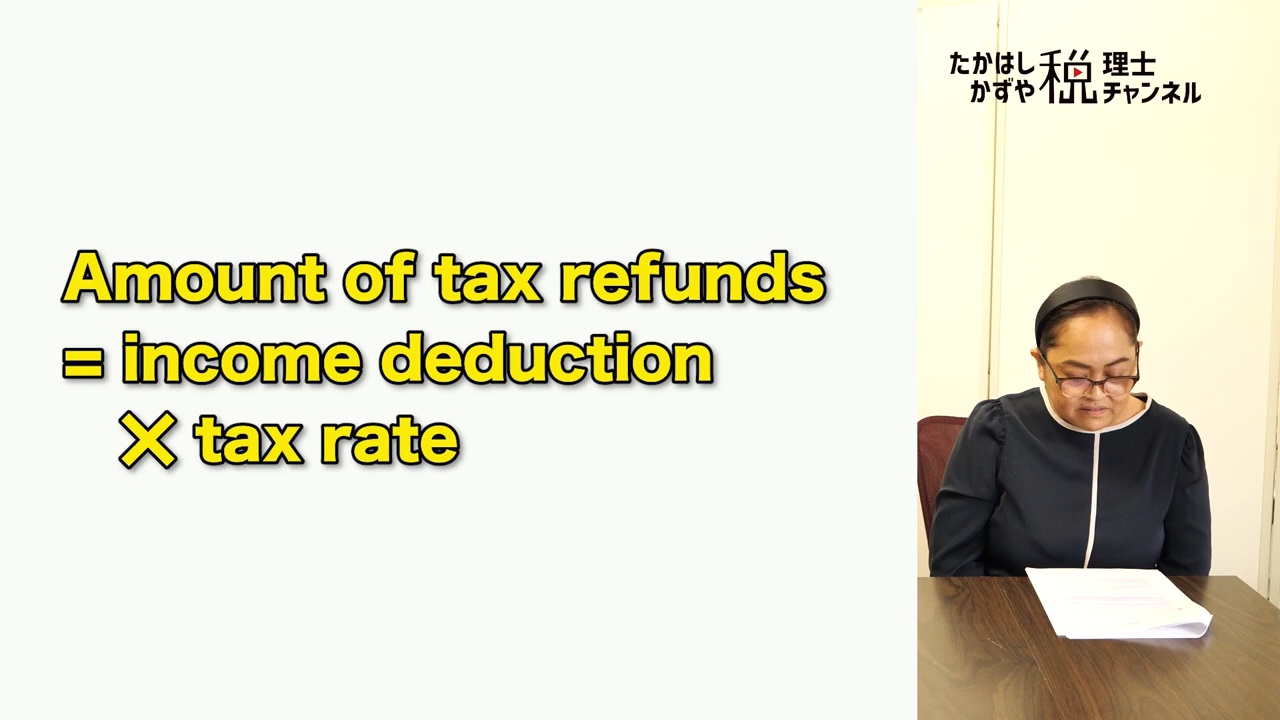 Amount of tax refunds
= income deduction
× tax rate
たかはし
かずや
税
理士
チャンネル